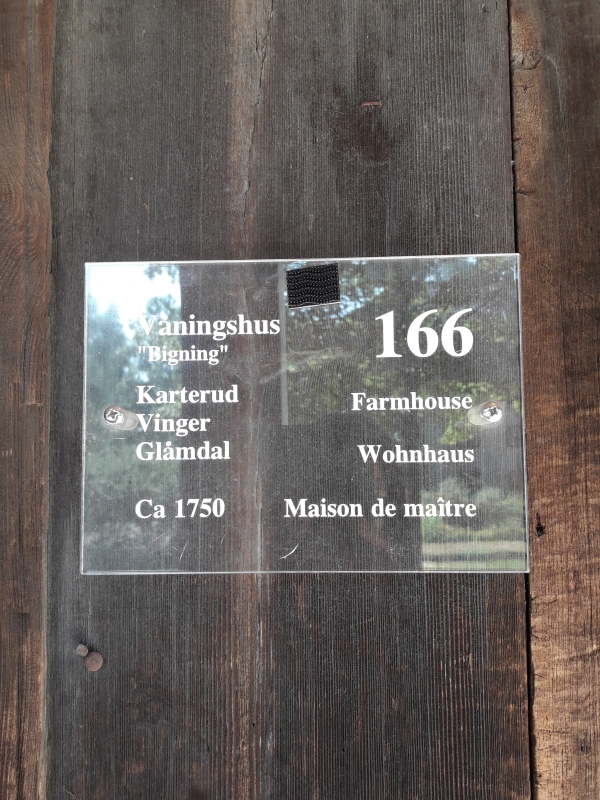 Våningshus
"Bigning"
Karterud
Vinger
Glåmdal
Ca 1750
166
Farmhouse
Wohnhaus
Maison de maître